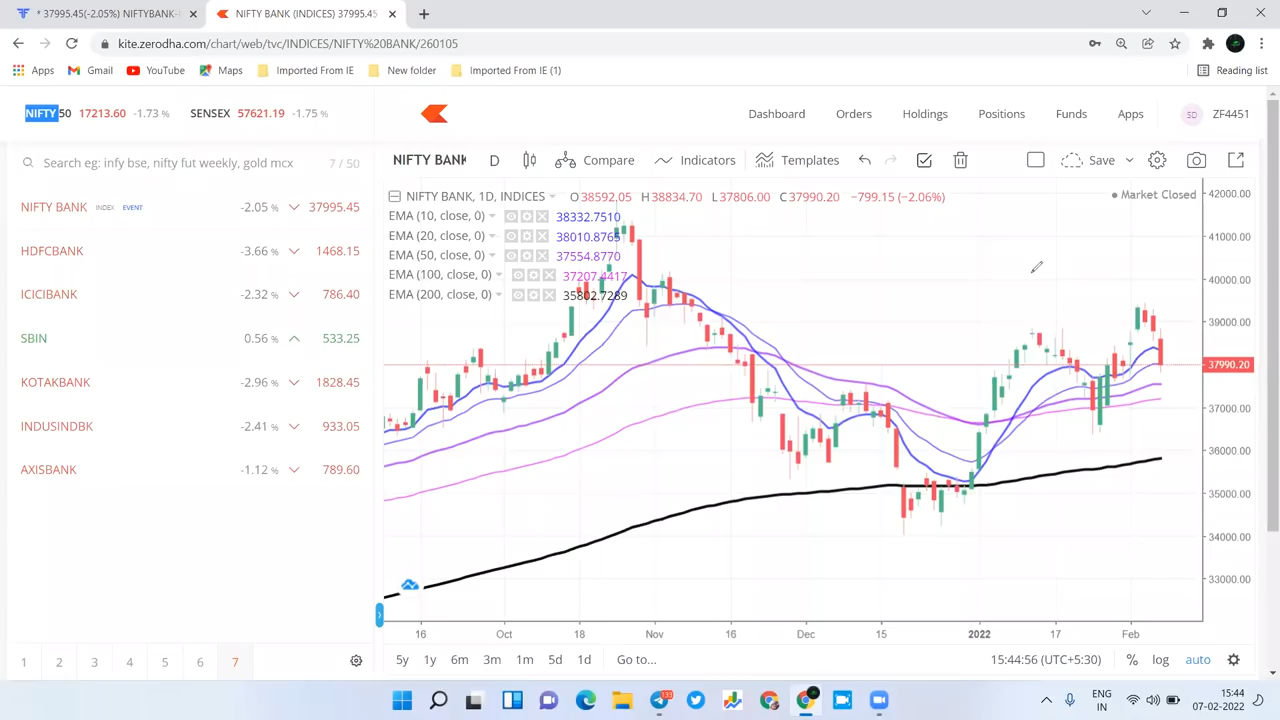 * 37995.45(-2.05%) NIFTYBANK-
NIFTY BANK (INDICES) 37995.45
kite.zerodha.com/chart/web/tvc/INDICES/NIFTY%20BANK/260105
Apps Gmail YouTube Maps Imported From IE New folder Imported From IE (1) Reading list
NIFTY 50 17213.60 -1.73 % SENSEX 57621.19 -1.75 %
Dashboard Orders Holdings Positions Funds Apps SD ZF4451
Search eg: infy bse, nifty fut weekly, gold mcx 7 / 50
NIFTY BANK INDEX EVENT -2.05 % 37995.45
HDFCBANK -3.66 % 1468.15
ICICIBANK -2.32 % 786.40
SBIN 0.56 % 533.25
KOTAKBANK -2.96 % 1828.45
INDUSINDBK -2.41 % 933.05
AXISBANK -1.12 % 789.60
1 2 3 4 5 6 7
NIFTY BANK D Compare Indicators Templates Save
NIFTY BANK, 1D, INDICES O38592.05 H38834.70 L37806.00 C37990.20 −799.15 (−2.06%)
Market Closed
EMA (10, close, 0) 38332.7510
EMA (20, close, 0) 38010.8765
EMA (50, close, 0) 37554.8770
EMA (100, close, 0) 37207.4417
EMA (200, close, 0) 35802.7289
42000.00
41000.00
40000.00
39000.00
37990.20
37000.00
36000.00
35000.00
34000.00
33000.00
16 Oct 18 Nov 16 Dec 15 2022 17 Feb
5y 1y 6m 3m 1m 5d 1d Go to... 15:44:56 (UTC+5:30) % log auto
133
ENG
IN
15:44
07-02-2022